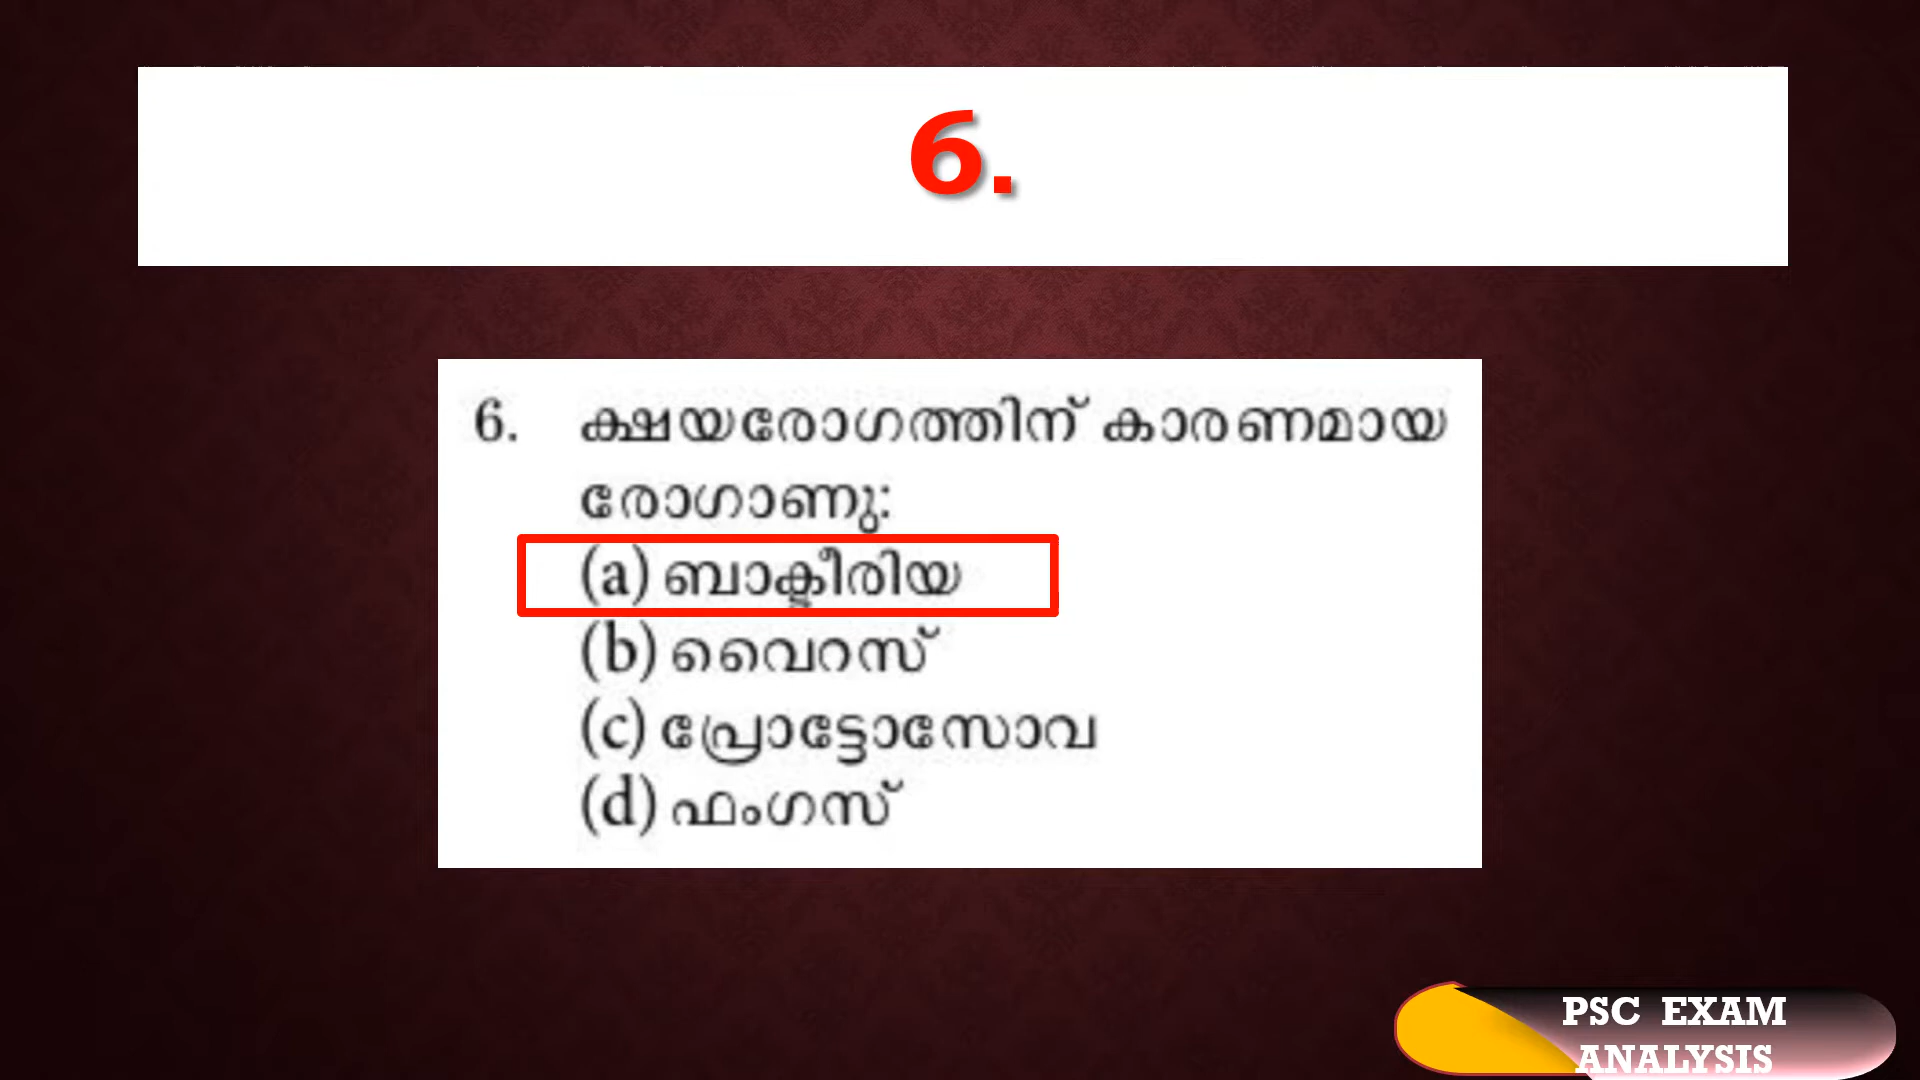 6.
6. ക്ഷയരോഗത്തിന് കാരണമായ
രോഗാണു:
(a) ബാക്ടീരിയ
(b) വൈറസ്
(c) പ്രോട്ടോസോവ
(d) ഫംഗസ്
PSC EXAM
ANALYSIS